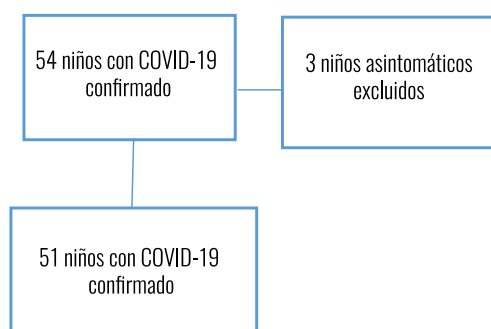 54 niños con COVID-19
confirmado
3 niños asintomáticos
excluidos
51 niños con COVID-19
confirmado